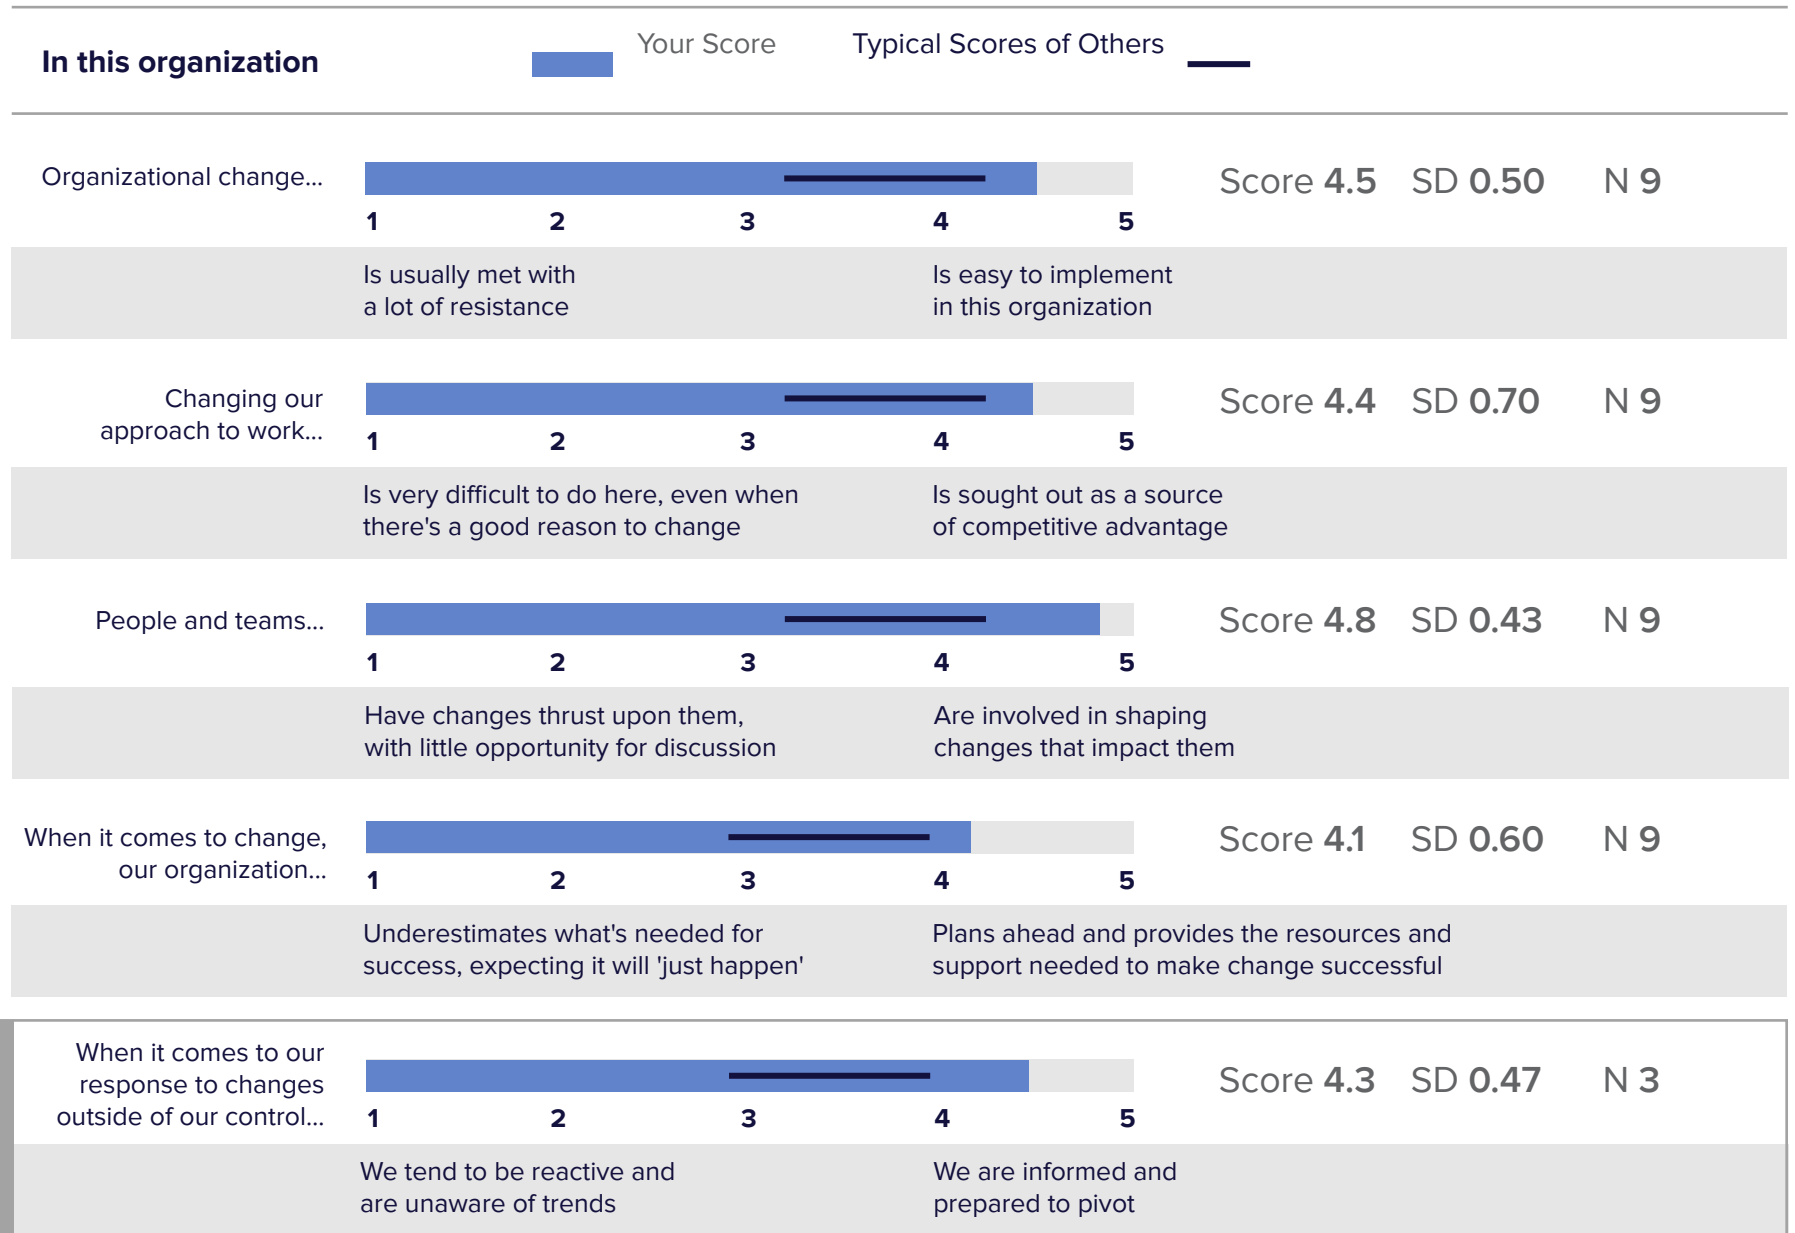 In this organization
Your Score
Typical Scores of Others
Organizational change...
Score 4.5 SD 0.50 N 9
1 2 3 4 5
Is usually met with
a lot of resistance
Is easy to implement
in this organization
Changing our
approach to work...
Score 4.4 SD 0.70 N 9
1 2 3 4 5
Is very difficult to do here, even when
there's a good reason to change
Is sought out as a source
of competitive advantage
People and teams...
Score 4.8 SD 0.43 N 9
1 2 3 4 5
Have changes thrust upon them,
with little opportunity for discussion
Are involved in shaping
changes that impact them
When it comes to change,
our organization...
Score 4.1 SD 0.60 N 9
1 2 3 4 5
Underestimates what's needed for
success, expecting it will 'just happen'
Plans ahead and provides the resources and
support needed to make change successful
When it comes to our
response to changes
outside of our control...
Score 4.3 SD 0.47 N 3
1 2 3 4 5
We tend to be reactive and
are unaware of trends
We are informed and
prepared to pivot